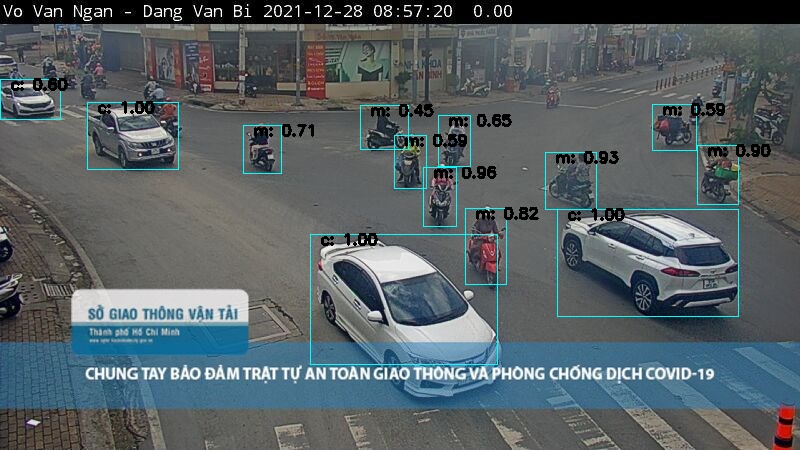 Vo Van Ngan - Dang Van Bi 2021-12-28 08:57:20 0.00
c: 0.60
c: 1.00
m: 0.71
m: 0.45
m: 0.59
m: 0.65
m: 0.96
m: 0.93
m: 0.59
m: 0.90
m: 0.82
c: 1.00
c: 1.00
NHA KHOA
SỞ GIAO THÔNG VẬN TẢI
Thành phố Hồ Chí Minh
CHUNG TAY BẢO ĐẢM TRẬT TỰ AN TOÀN GIAO THÔNG VÀ PHÒNG CHỐNG DỊCH COVID-19